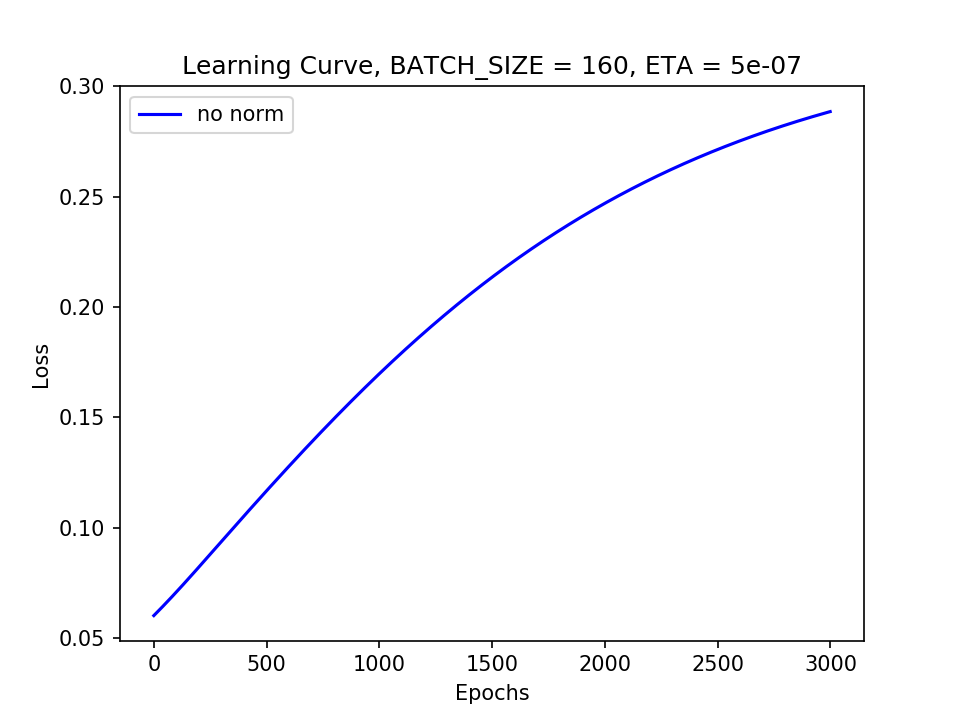 Learning Curve, BATCH_SIZE = 160, ETA = 5e-07
no norm
Loss
0.30
0.25
0.20
0.15
0.10
0.05
0 500 1000 1500 2000 2500 3000
Epochs